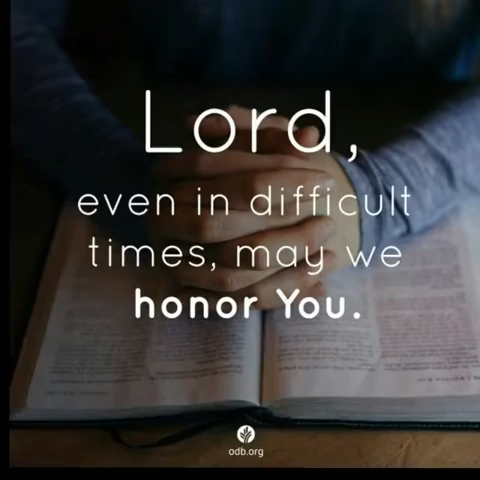 Lord,
even in difficult
times, may we
honor You.
odb.org